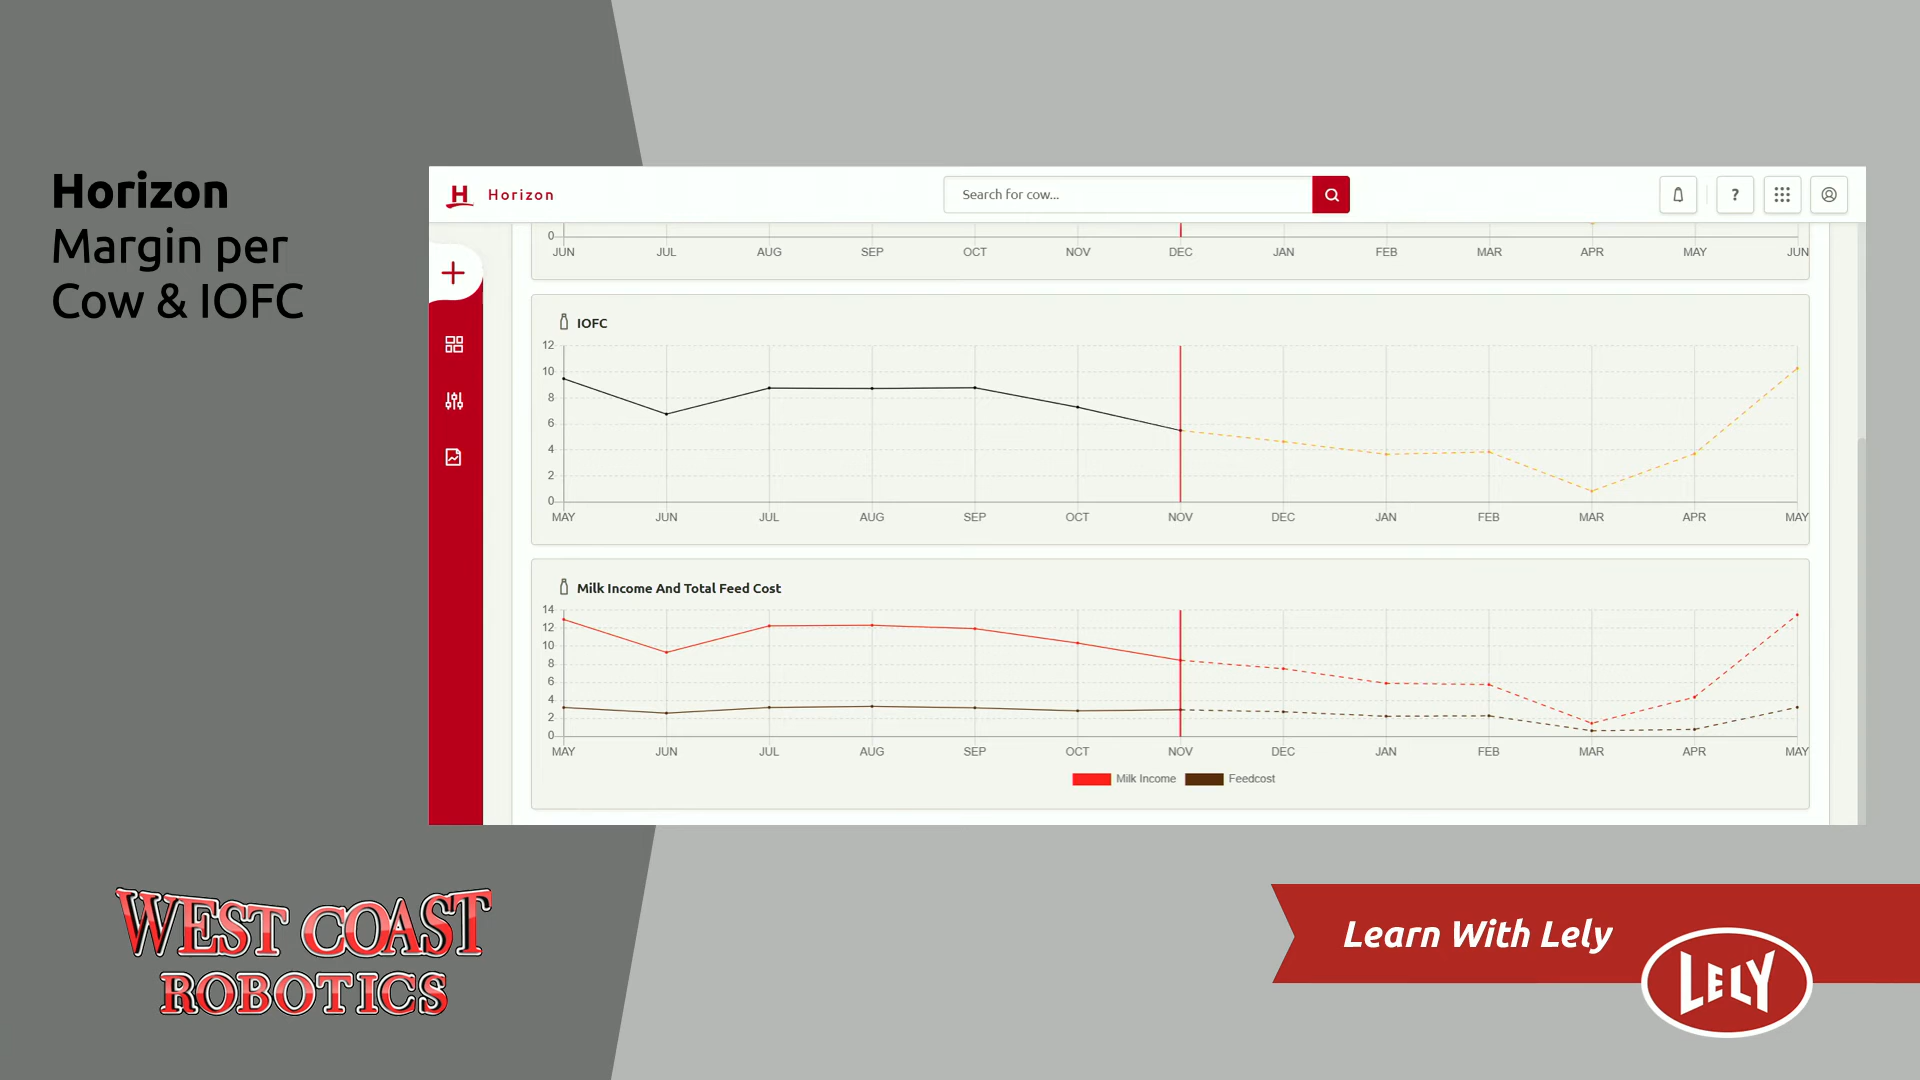 Horizon
Margin per
Cow & IOFC
Horizon
Search for cow...
?
0
JUN JUL AUG SEP OCT NOV DEC JAN FEB MAR APR MAY JUN
IOFC
12
10
8
6
4
2
0
MAY JUN JUL AUG SEP OCT NOV DEC JAN FEB MAR APR MAY
Milk Income And Total Feed Cost
14
12
10
8
6
4
2
0
MAY JUN JUL AUG SEP OCT NOV DEC JAN FEB MAR APR MAY
Milk Income Feedcost
WEST COAST
ROBOTICS
Learn With Lely
LELY